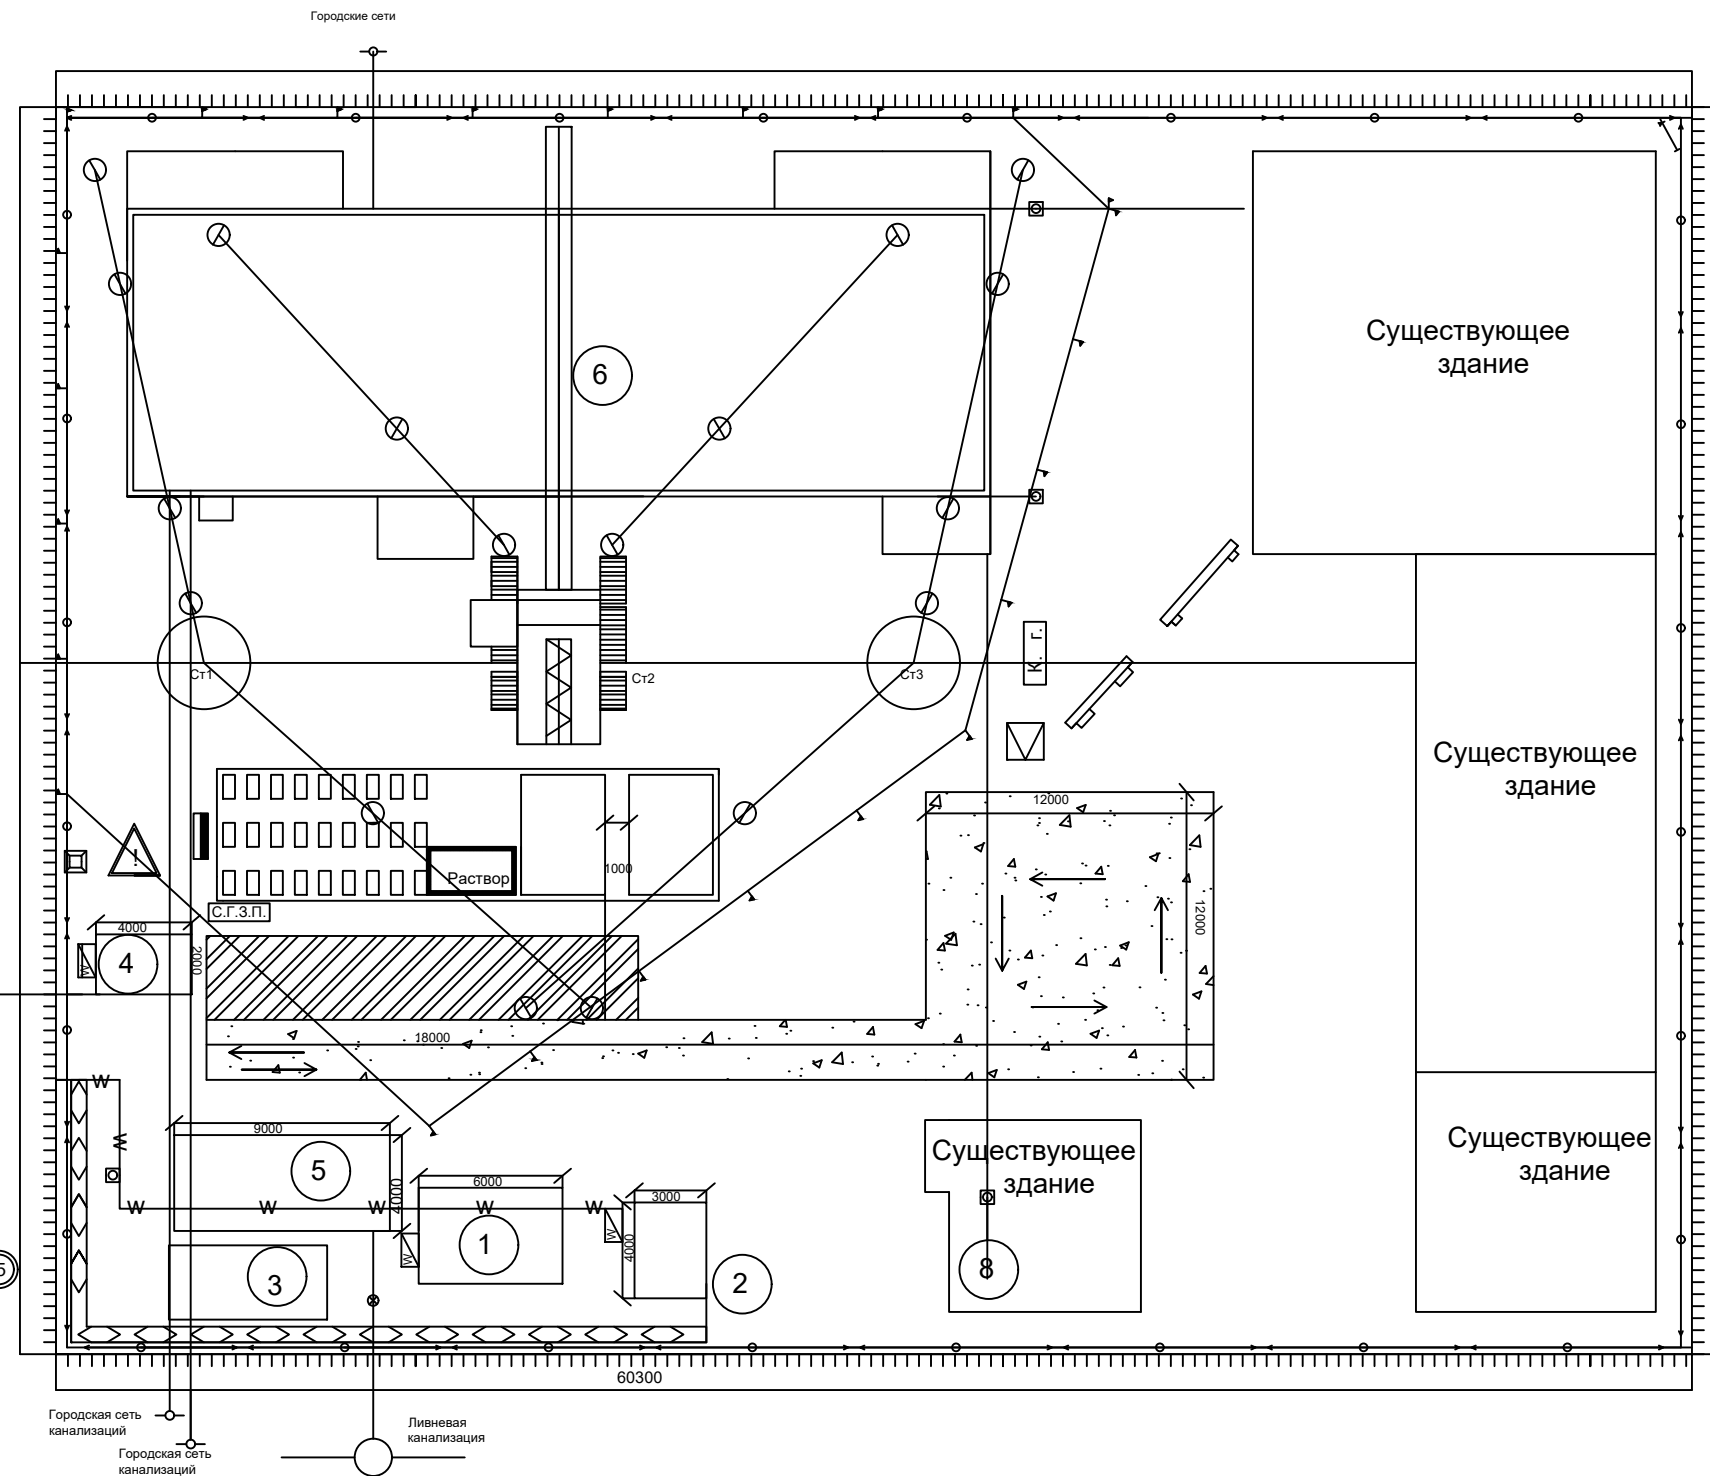 Городские сети
6
Существующее
здание
К. г.
Ст1
Ст2
Ст3
Существующее
здание
12000
1000
!
Раствор
12000
С.Г.З.П.
4000
2000
4
W
18000
W
W
9000
Существующее
здание
Существующее
здание
5
6000
4000
3000
W
W
W
W
W
1
W
4000
W
8
5
3
2
60300
Городская сеть
канализаций
Ливневая
канализация
Городская сеть
канализаций